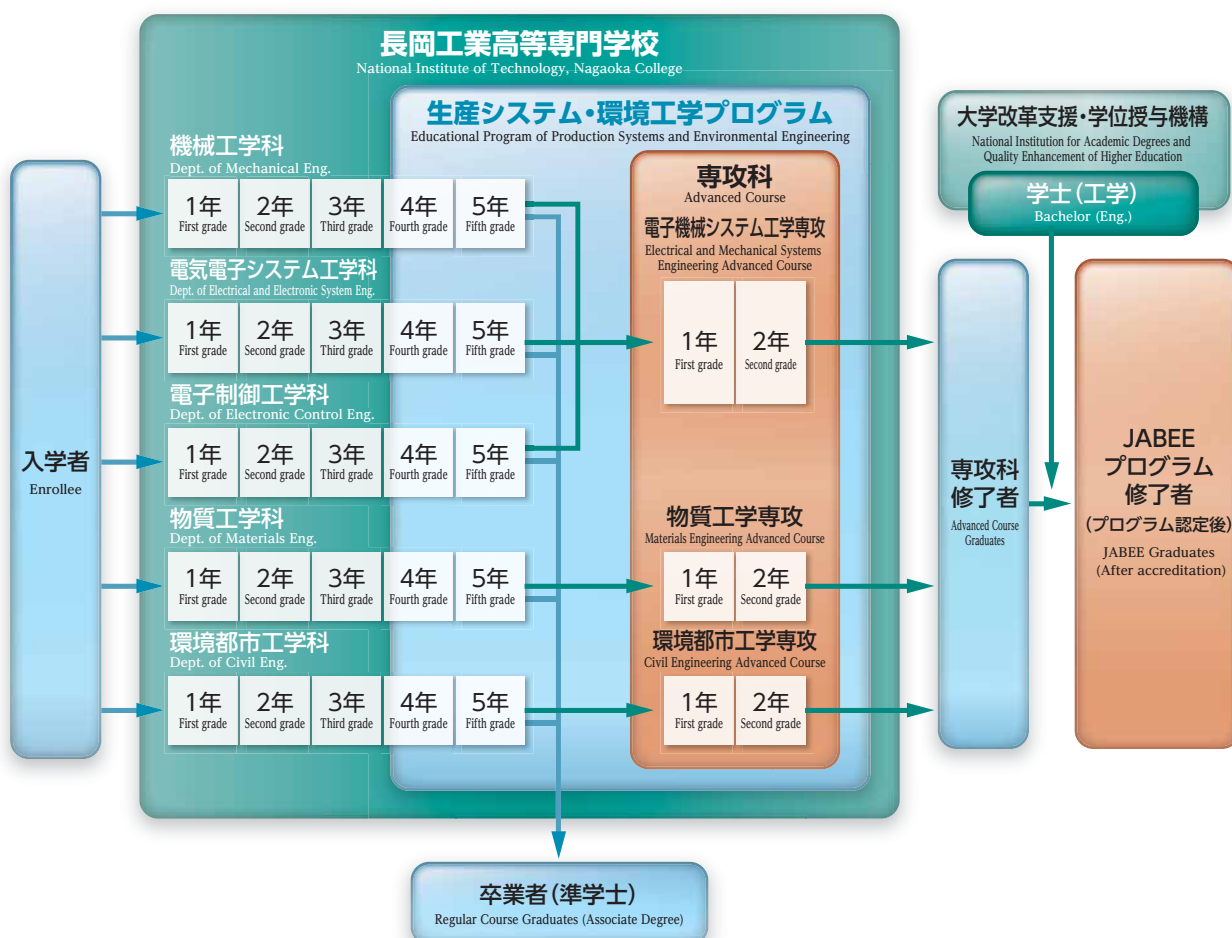 長岡工業高等専門学校
National Institute of Technology, Nagaoka College
生産システム・環境工学プログラム
Educational Program of Production Systems and Environmental Engineering
入学者
Enrollee
機械工学科
Dept. of Mechanical Eng.
1年 2年 3年 4年 5年
First grade Second grade Third grade Fourth grade Fifth grade
電気電子システム工学科
Dept. of Electrical and Electronic System Eng.
1年 2年 3年 4年 5年
First grade Second grade Third grade Fourth grade Fifth grade
電子制御工学科
Dept. of Electronic Control Eng.
1年 2年 3年 4年 5年
First grade Second grade Third grade Fourth grade Fifth grade
物質工学科
Dept. of Materials Eng.
1年 2年 3年 4年 5年
First grade Second grade Third grade Fourth grade Fifth grade
環境都市工学科
Dept. of Civil Eng.
1年 2年 3年 4年 5年
First grade Second grade Third grade Fourth grade Fifth grade
専攻科
Advanced Course
電子機械システム工学専攻
Electrical and Mechanical Systems
Engineering Advanced Course
1年 2年
First grade Second grade
物質工学専攻
Materials Engineering Advanced Course
1年 2年
First grade Second grade
環境都市工学専攻
Civil Engineering Advanced Course
1年 2年
First grade Second grade
大学改革支援・学位授与機構
National Institution for Academic Degrees and
Quality Enhancement of Higher Education
学士(工学)
Bachelor (Eng.)
専攻科
修了者
Advanced Course
Graduates
JABEE
プログラム
修了者
(プログラム認定後)
JABEE Graduates
(After accreditation)
卒業者(準学士)
Regular Course Graduates (Associate Degree)